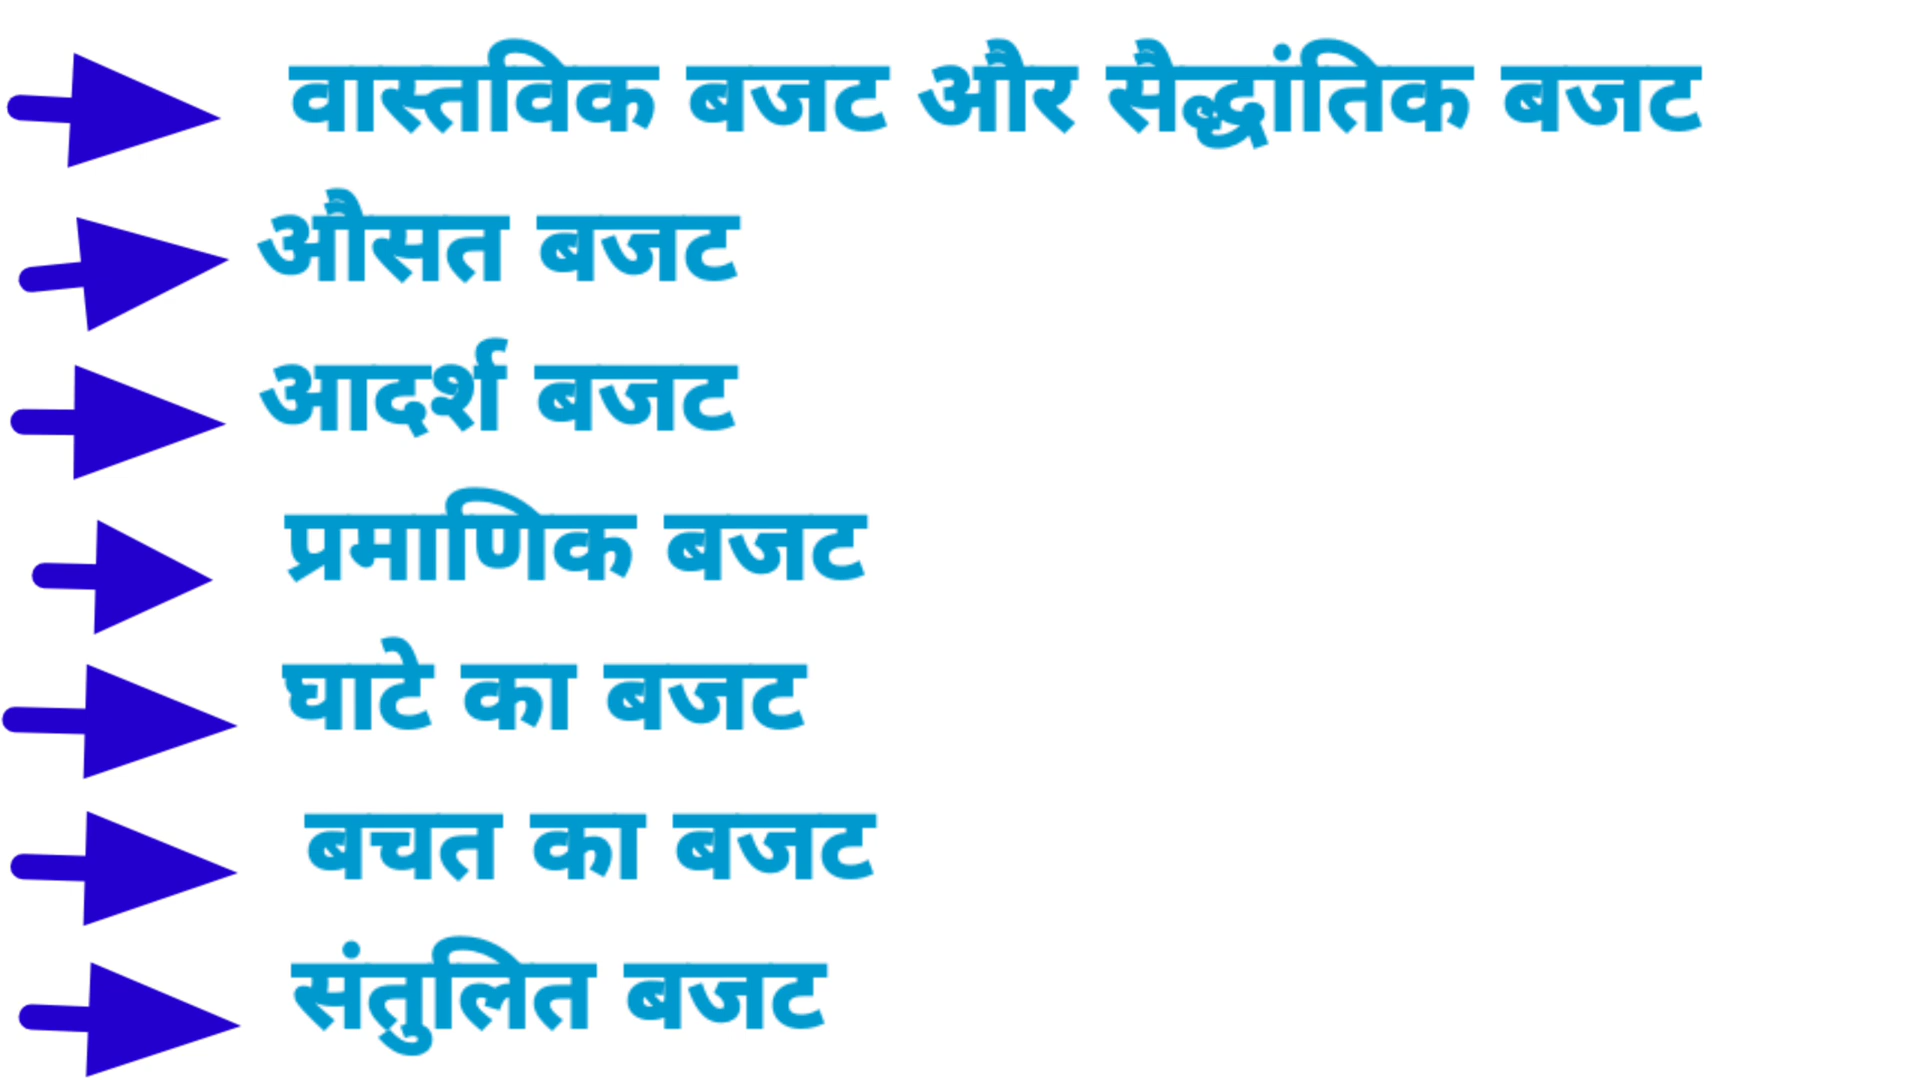 वास्तविक बजट और सैद्धांतिक बजट
औसत बजट
आदर्श बजट
प्रमाणिक बजट
घाटे का बजट
बचत का बजट
संतुलित बजट